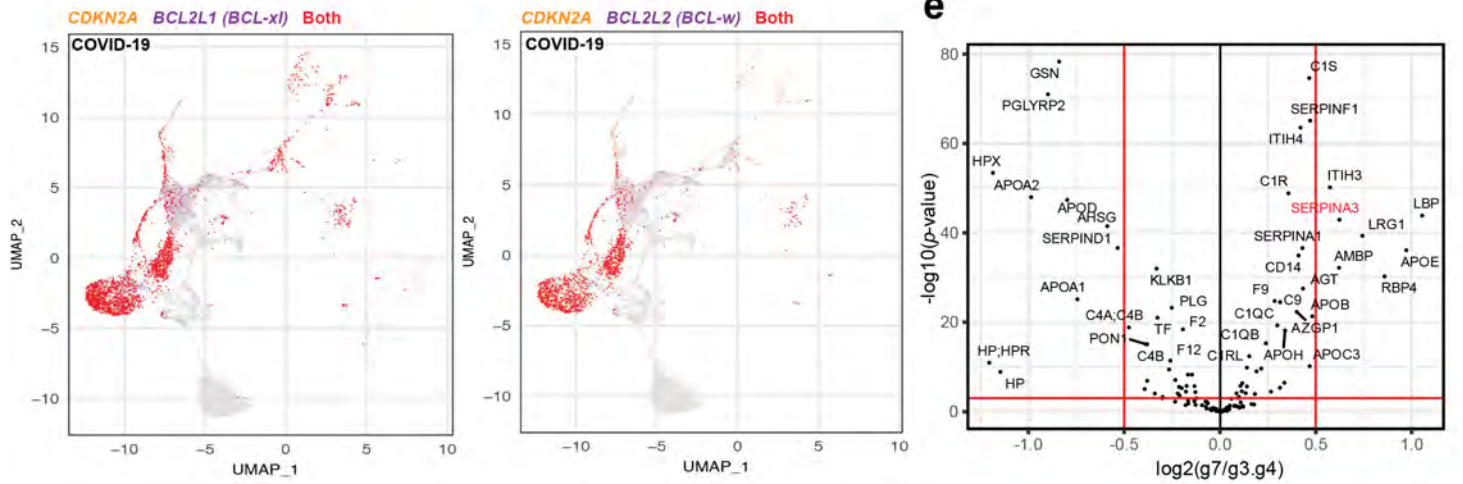 CDKN2A BCL2L1 (BCL-xl) Both
COVID-19
15
10
5
0
−5
−10
UMAP_2
−10 −5 0 5 10
UMAP_1
CDKN2A BCL2L2 (BCL-w) Both
COVID-19
15
10
5
0
−5
−10
UMAP_2
−10 −5 0 5 10
UMAP_1
e
80
60
40
20
0
-log10(p-value)
GSN
C1S
PGLYRP2
SERPINF1
ITIH4
HPX
ITIH3
APOA2
C1R
APOD
SERPINA3
LBP
AHSG
LRG1
SERPIND1
SERPINA1
AMBP
APOE
CD14
KLKB1
AGT
RBP4
APOA1
F9
PLG
C9
APOB
C4A;C4B
C1QC
TF
F2
AZGP1
PON1
C1QB
C4B
F12
C1RL
APOH
APOC3
HP;HPR
HP
-1.0 -0.5 0.0 0.5 1.0
log2(g7/g3.g4)